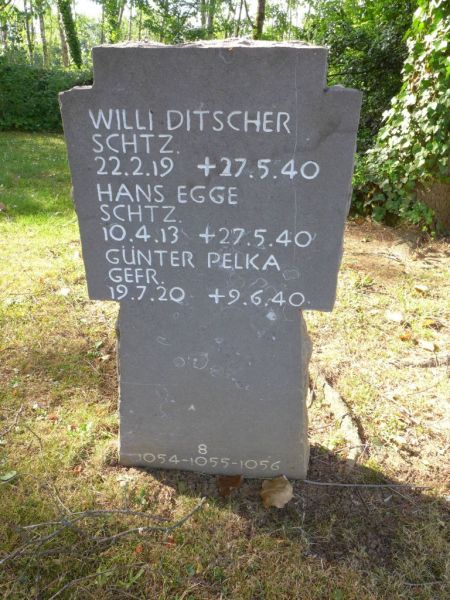 WILLI DITSCHER
SCHTZ.
22.2.19 +27.5.40
HANS EGGE
SCHTZ.
10.4.13 +27.5.40
GÜNTER PELKA
GEFR.
19.7.20 +9.6.40
8
1054-1055-1056